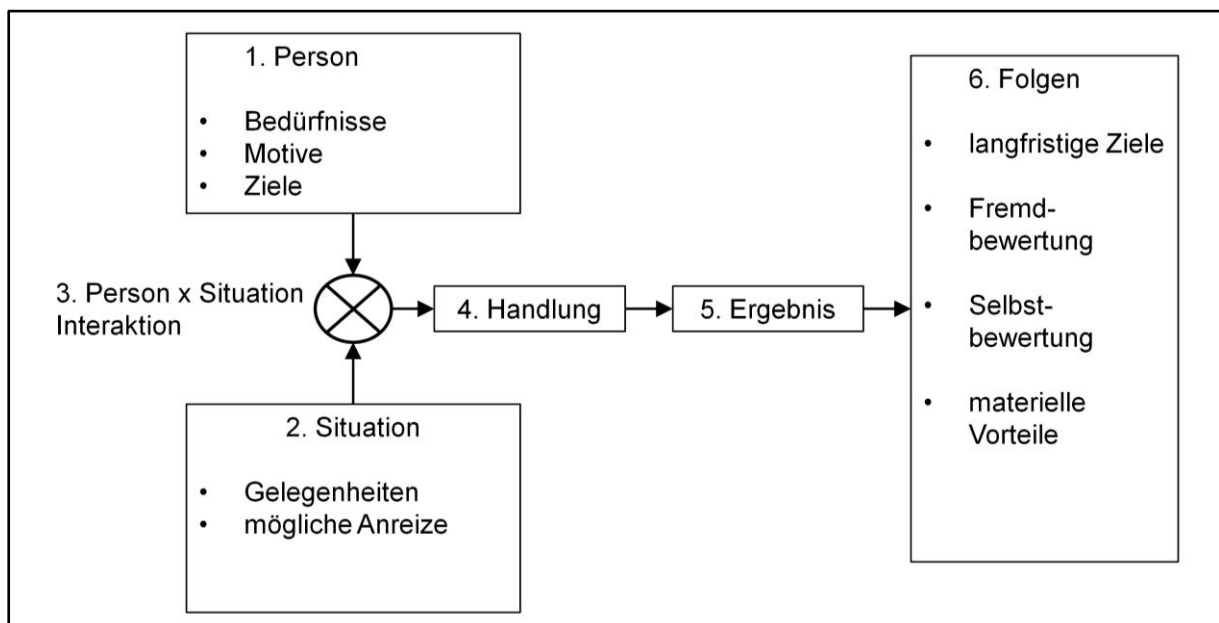 1. Person
• Bedürfnisse
• Motive
• Ziele
3. Person x Situation
Interaktion
4. Handlung
5. Ergebnis
2. Situation
• Gelegenheiten
• mögliche Anreize
6. Folgen
• langfristige Ziele
• Fremd-
bewertung
• Selbst-
bewertung
• materielle
Vorteile